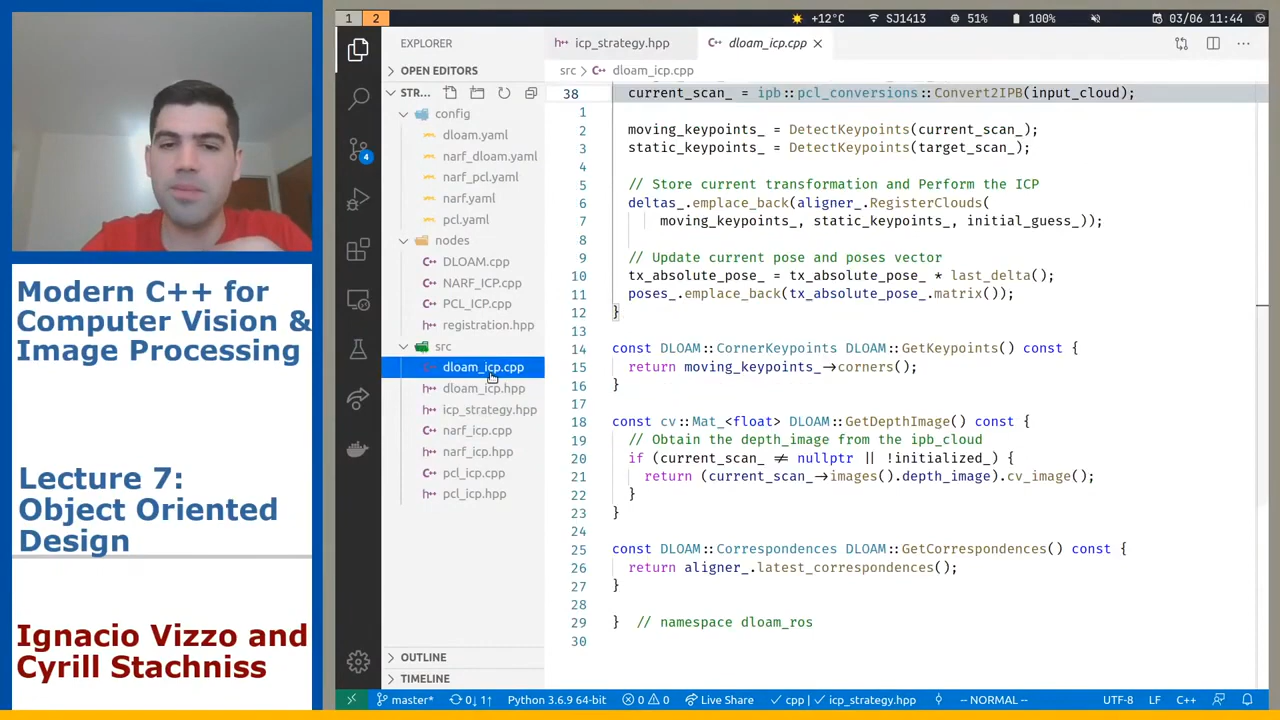 1 2
+12°C SJ1413 51% 100% 03/06 11:44
Modern C++ for
Computer Vision &
Image Processing
Lecture 7:
Object Oriented
Design
Ignacio Vizzo and
Cyrill Stachniss
EXPLORER
OPEN EDITORS
STR...
config
dloam.yaml
narf_dloam.yaml
narf_pcl.yaml
narf.yaml
pcl.yaml
nodes
DLOAM.cpp
NARF_ICP.cpp
PCL_ICP.cpp
registration.hpp
src
dloam_icp.cpp
dloam_icp.hpp
icp_strategy.hpp
narf_icp.cpp
narf_icp.hpp
pcl_icp.cpp
pcl_icp.hpp
OUTLINE
TIMELINE
4
icp_strategy.hpp dloam_icp.cpp
src > dloam_icp.cpp
38 current_scan_ = ipb::pcl_conversions::Convert2IPB(input_cloud);
1
2 moving_keypoints_ = DetectKeypoints(current_scan_);
3 static_keypoints_ = DetectKeypoints(target_scan_);
4
5 // Store current transformation and Perform the ICP
6 deltas_.emplace_back(aligner_.RegisterClouds(
7 moving_keypoints_, static_keypoints_, initial_guess_));
8
9 // Update current pose and poses vector
10 tx_absolute_pose_ = tx_absolute_pose_ * last_delta();
11 poses_.emplace_back(tx_absolute_pose_.matrix());
12 }
13
14 const DLOAM::CornerKeypoints DLOAM::GetKeypoints() const {
15 return moving_keypoints_→corners();
16 }
17
18 const cv::Mat_<float> DLOAM::GetDepthImage() const {
19 // Obtain the depth_image from the ipb_cloud
20 if (current_scan_ ≠ nullptr || !initialized_) {
21 return (current_scan_→images().depth_image).cv_image();
22 }
23 }
24
25 const DLOAM::Correspondences DLOAM::GetCorrespondences() const {
26 return aligner_.latest_correspondences();
27 }
28
29 } // namespace dloam_ros
30
master* 0↓ 1↑ Python 3.6.9 64-bit 0 0 Live Share ✓ cpp | ✓ icp_strategy.hpp -- NORMAL -- UTF-8 LF C++